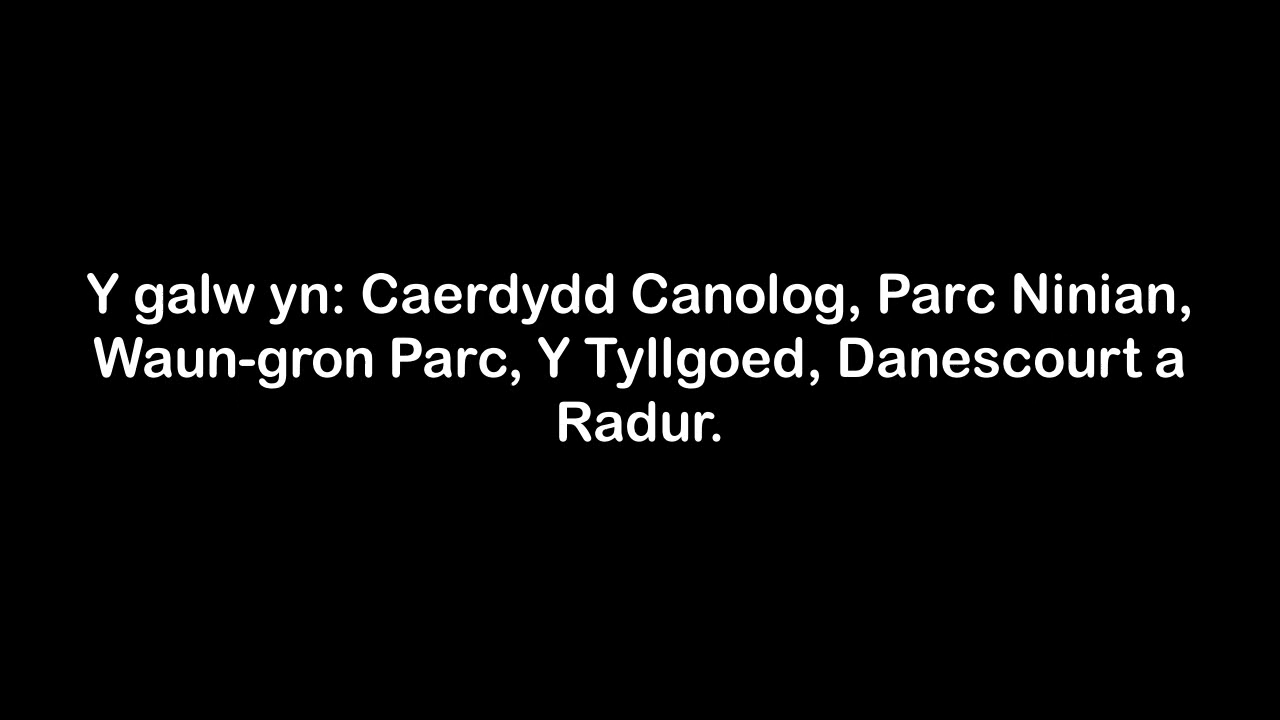 Y galw yn: Caerdydd Canolog, Parc Ninian,
Waun-gron Parc, Y Tyllgoed, Danescourt a
Radur.